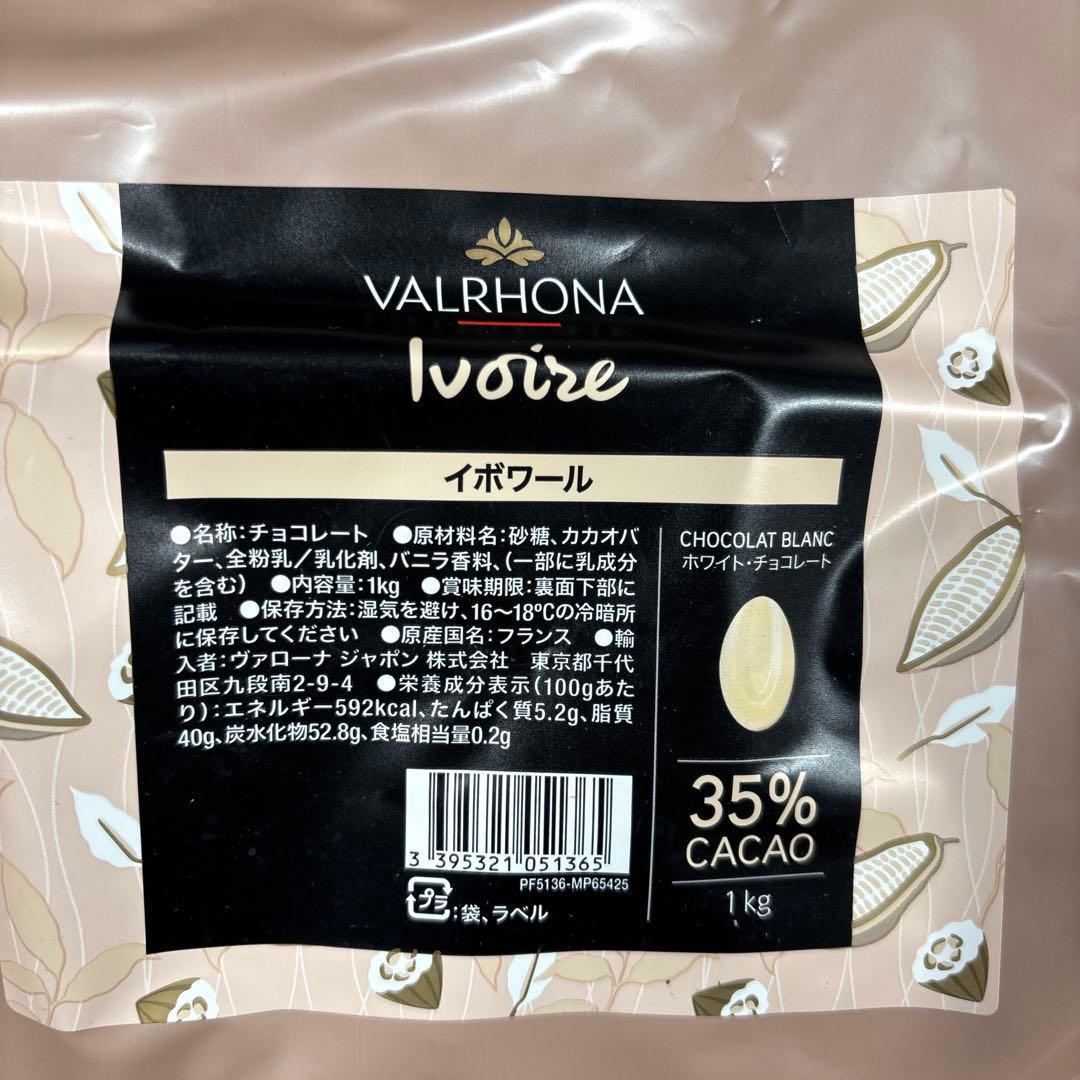 VALRHONA
Ivoire
イボワール
●名称：チョコレート　●原材料名：砂糖、カカオバ
ター、全粉乳／乳化剤、バニラ香料、（一部に乳成分
を含む）　●内容量：1kg　●賞味期限：裏面下部に
記載　●保存方法：湿気を避け、16〜18℃の冷暗所
に保存してください　●原産国名：フランス　●輸
入者：ヴァローナ ジャポン 株式会社　東京都千代
田区九段南2-9-4　●栄養成分表示（100gあた
り）：エネルギー592kcal、たんぱく質5.2g、脂質
40g、炭水化物52.8g、食塩相当量0.2g
CHOCOLAT BLANC
ホワイト・チョコレート
35%
CACAO
1 kg
3 395321 051365
PF5136-MP65425
プラ：袋、ラベル